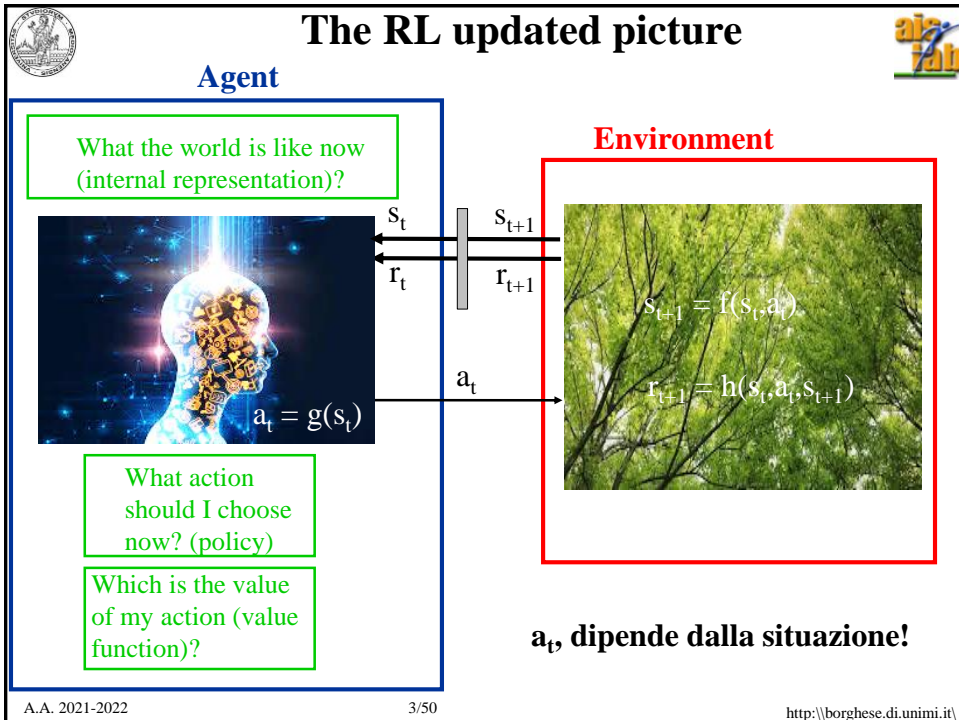 The RL updated picture
ais
lab
Agent
Environment
What the world is like now
(internal representation)?
sₜ sₜ₊₁
rₜ rₜ₊₁
sₜ₊₁ = f(sₜ,aₜ)
rₜ₊₁ = h(sₜ,aₜ,sₜ₊₁)
aₜ
aₜ = g(sₜ)
What action
should I choose
now? (policy)
Which is the value
of my action (value
function)?
aₜ, dipende dalla situazione!
A.A. 2021-2022 3/50 http:\\borghese.di.unimi.it\